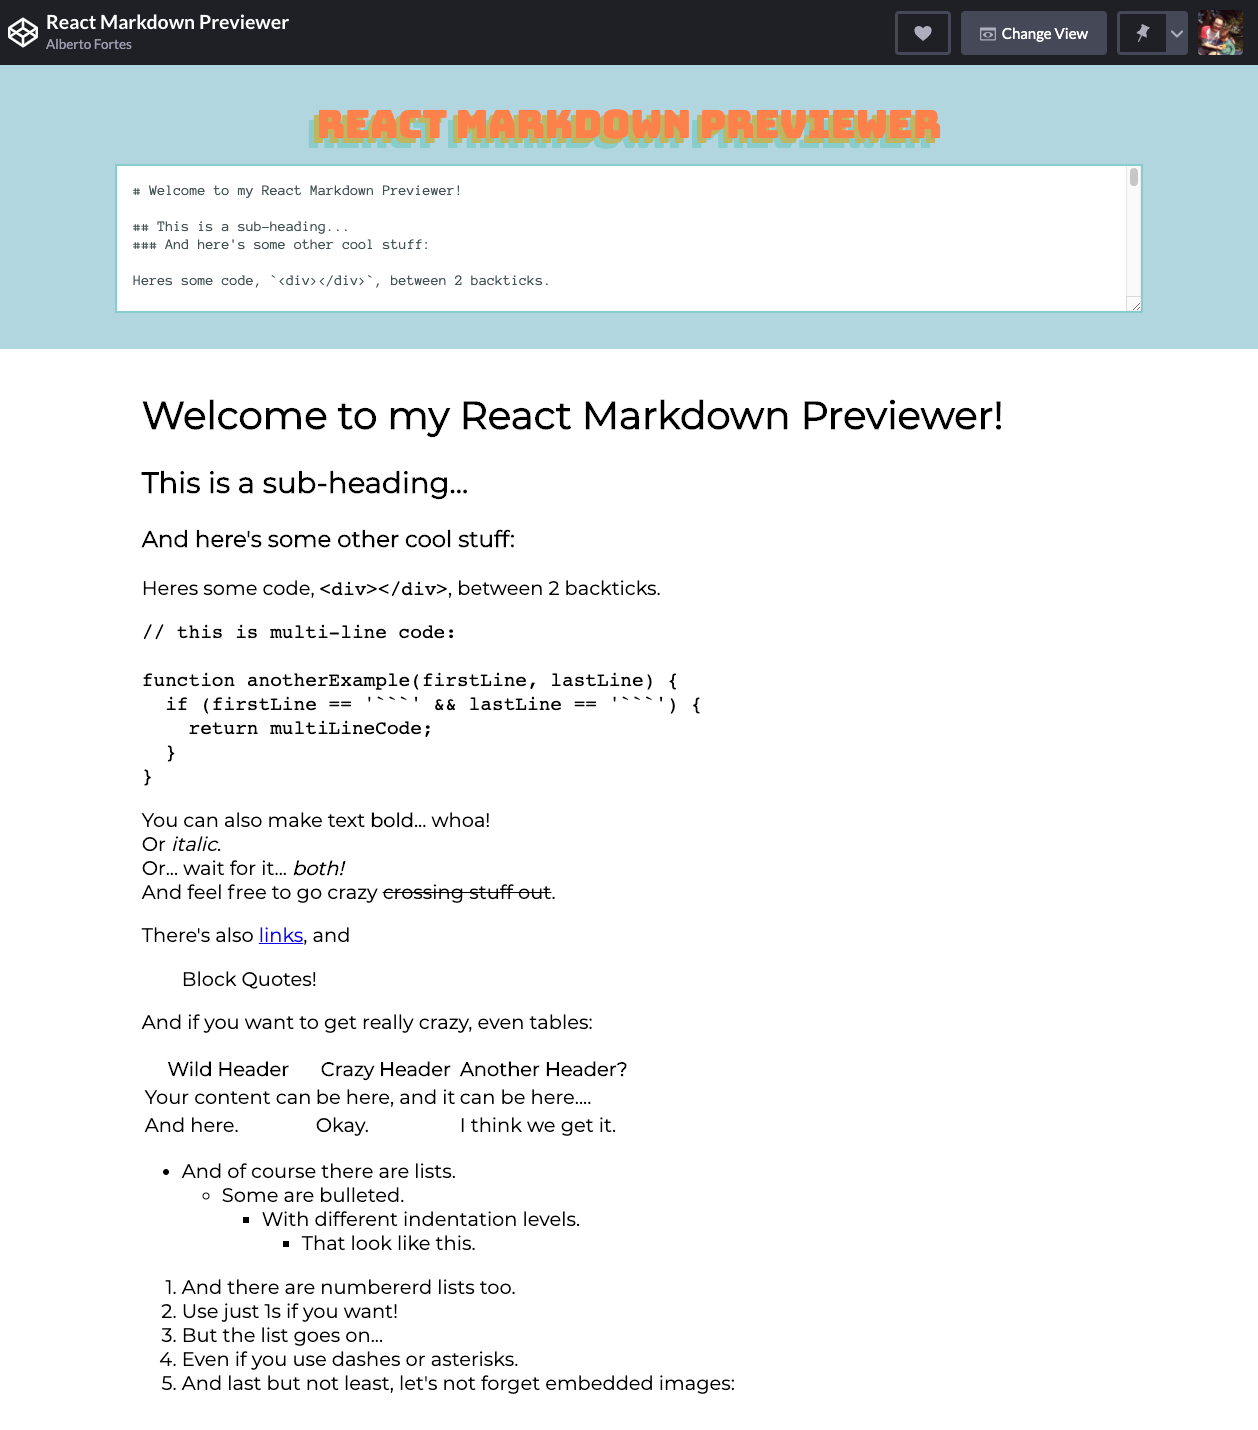 React Markdown Previewer
Alberto Fortes
Change View
REACT MARKDOWN PREVIEWER
# Welcome to my React Markdown Previewer!
## This is a sub-heading...
### And here's some other cool stuff:
Heres some code, `<div></div>`, between 2 backticks.
Welcome to my React Markdown Previewer!
This is a sub-heading...
And here's some other cool stuff:
Heres some code, <div></div>, between 2 backticks.
// this is multi-line code:
function anotherExample(firstLine, lastLine) {
  if (firstLine == '```' && lastLine == '```') {
    return multiLineCode;
  }
}
You can also make text bold... whoa!
Or italic.
Or... wait for it... both!
And feel free to go crazy crossing stuff out.
There's also links, and
Block Quotes!
And if you want to get really crazy, even tables:
Wild Header Crazy Header Another Header?
Your content can be here, and it can be here....
And here. Okay. I think we get it.
• And of course there are lists.
◦ Some are bulleted.
▪ With different indentation levels.
▪ That look like this.
1. And there are numbererd lists too.
2. Use just 1s if you want!
3. But the list goes on...
4. Even if you use dashes or asterisks.
5. And last but not least, let's not forget embedded images: